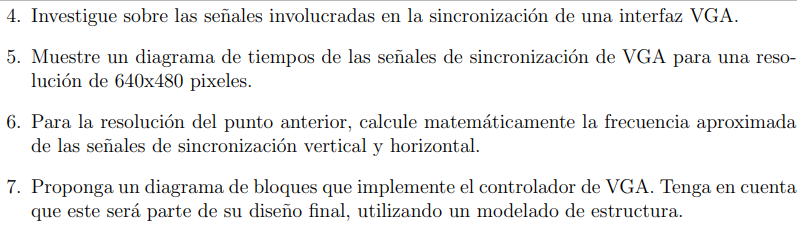 4. Investigue sobre las señales involucradas en la sincronización de una interfaz VGA.
5. Muestre un diagrama de tiempos de las señales de sincronización de VGA para una reso-
lución de 640x480 pixeles.
6. Para la resolución del punto anterior, calcule matemáticamente la frecuencia aproximada
de las señales de sincronización vertical y horizontal.
7. Proponga un diagrama de bloques que implemente el controlador de VGA. Tenga en cuenta
que este será parte de su diseño final, utilizando un modelado de estructura.